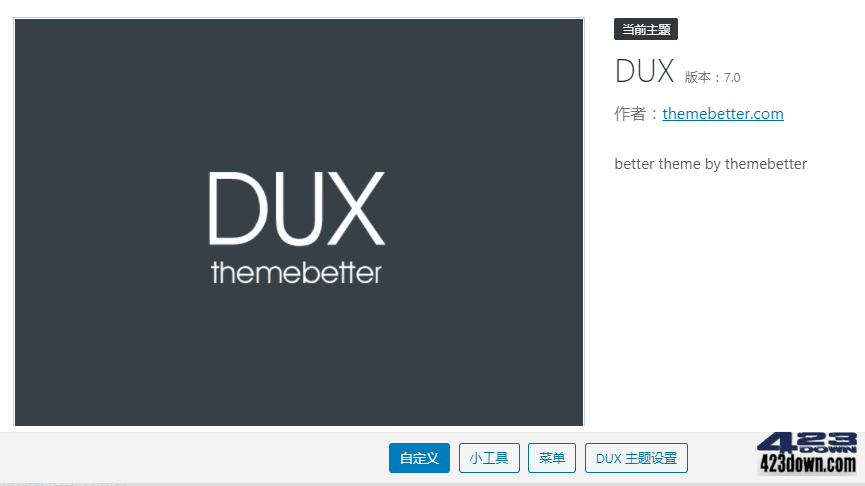 当前主题
DUX 版本：7.0
作者：themebetter.com
better theme by themebetter
DUX
themebetter
自定义 小工具 菜单 DUX 主题设置
423
DOWN
423down.com